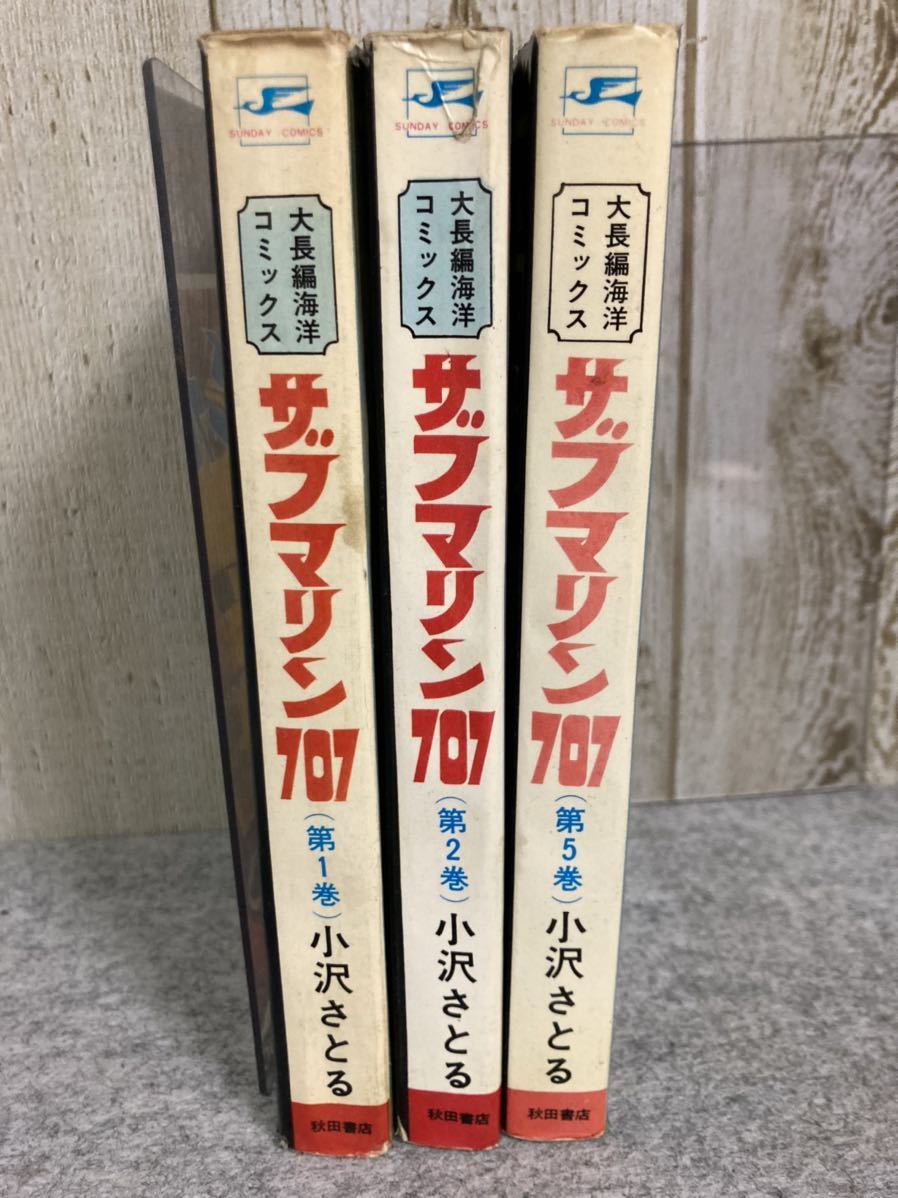 SUNDAY COMICS
大長編海洋
コミックス
サブマリン707
(第1巻)
小沢さとる
秋田書店
SUNDAY COMICS
大長編海洋
コミックス
サブマリン707
(第2巻)
小沢さとる
秋田書店
SUNDAY COMICS
大長編海洋
コミックス
サブマリン707
(第5巻)
小沢さとる
秋田書店